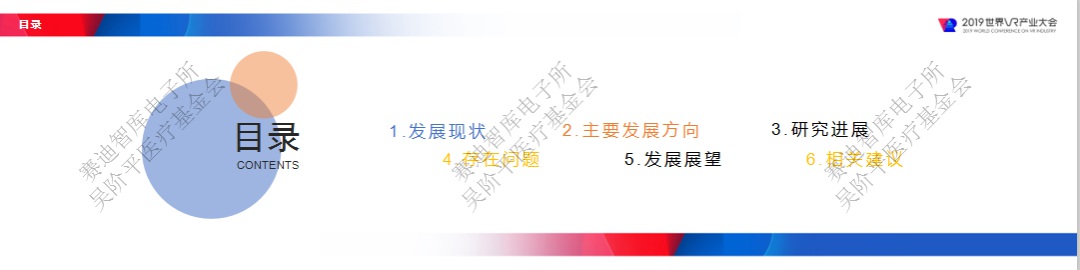 目录
2019世界VR产业大会
2019 WORLD CONFERENCE ON VR INDUSTRY
目录
CONTENTS
1.发展现状
2.主要发展方向
3.研究进展
4.存在问题
5.发展展望
6.相关建议
赛迪智库电子所
吴阶平医疗基金会
赛迪智库电子所
吴阶平医疗基金会
赛迪智库电子所
吴阶平医疗基金会